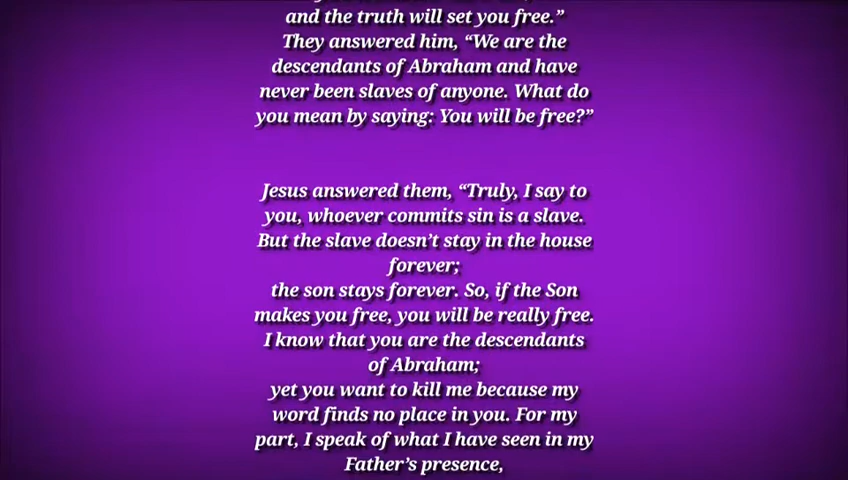 and the truth will set you free.”
They answered him, “We are the
descendants of Abraham and have
never been slaves of anyone. What do
you mean by saying: You will be free?”
Jesus answered them, “Truly, I say to
you, whoever commits sin is a slave.
But the slave doesn’t stay in the house
forever;
the son stays forever. So, if the Son
makes you free, you will be really free.
I know that you are the descendants
of Abraham;
yet you want to kill me because my
word finds no place in you. For my
part, I speak of what I have seen in my
Father’s presence,